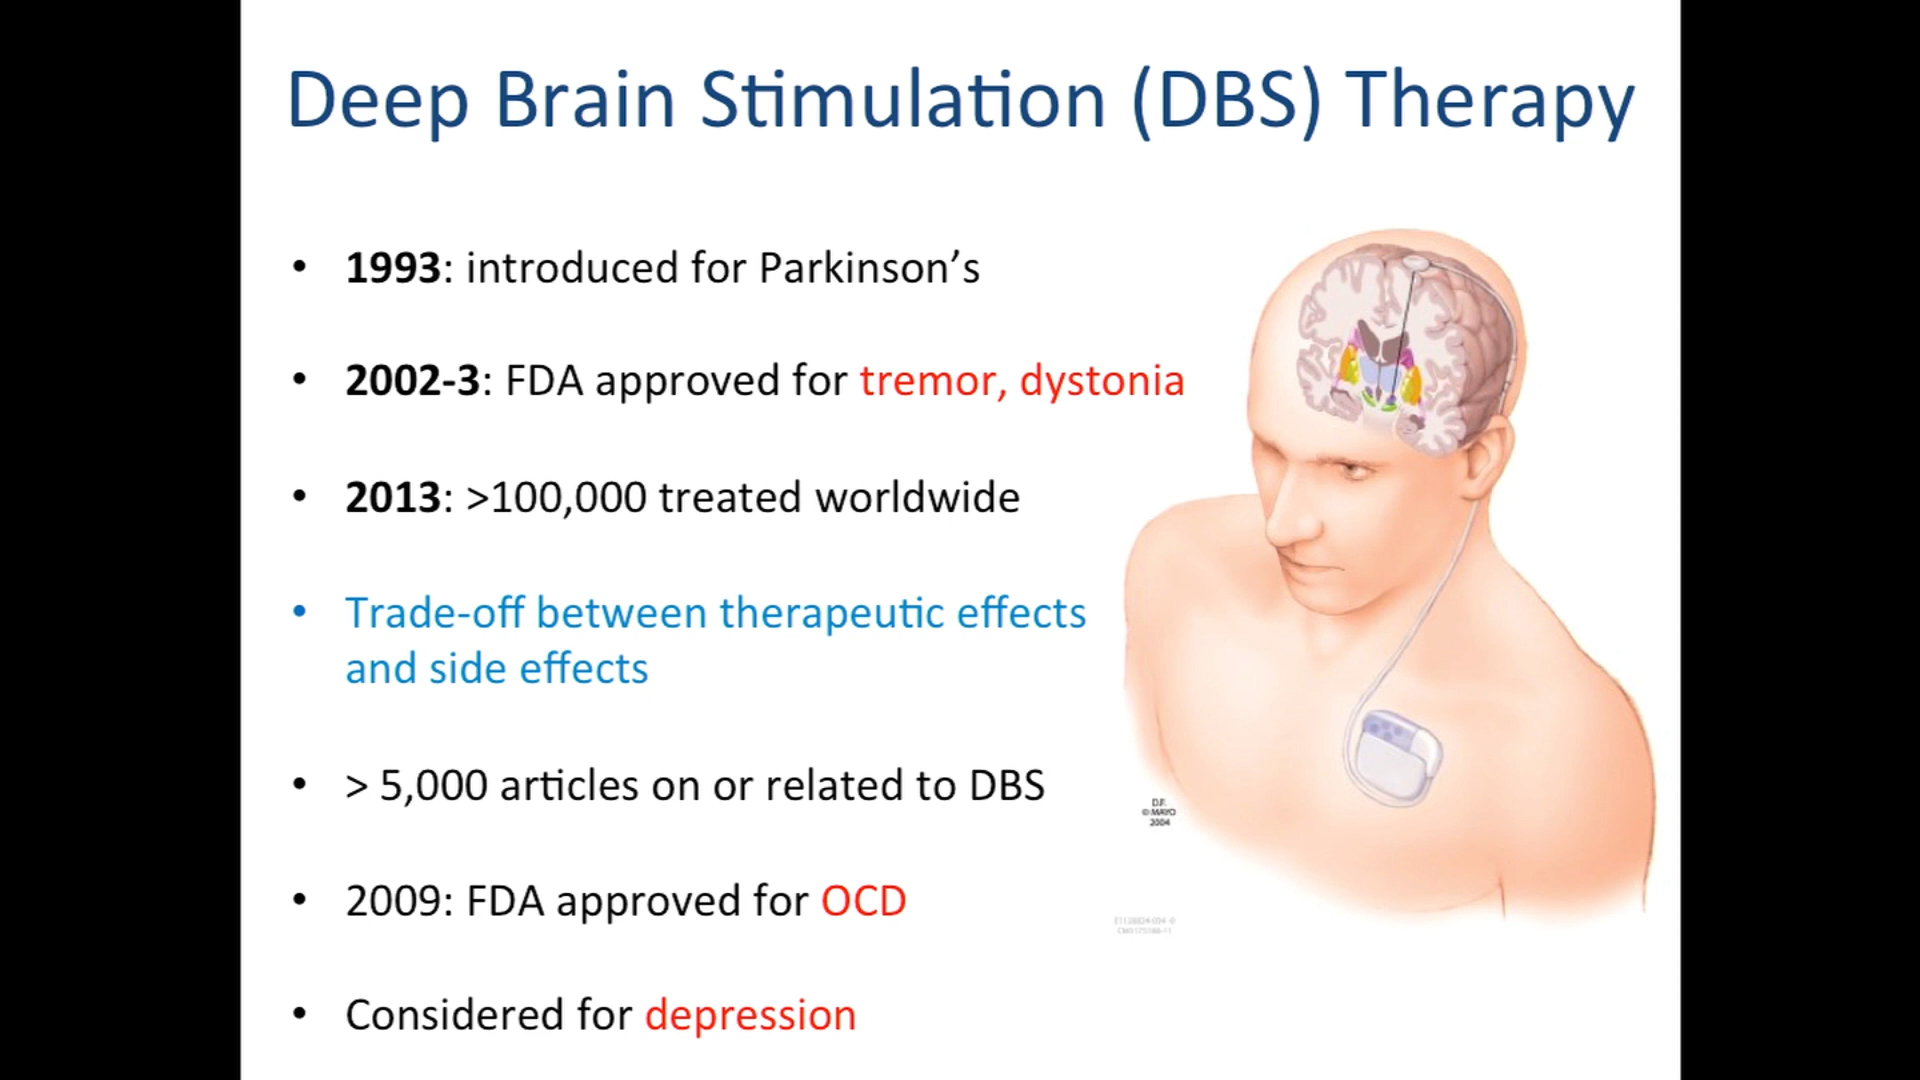 Deep Brain Stimulation (DBS) Therapy
• 1993: introduced for Parkinson’s
• 2002-3: FDA approved for tremor, dystonia
• 2013: >100,000 treated worldwide
• Trade-off between therapeutic effects
and side effects
• > 5,000 articles on or related to DBS
• 2009: FDA approved for OCD
• Considered for depression
D.F.
© MAYO
2004